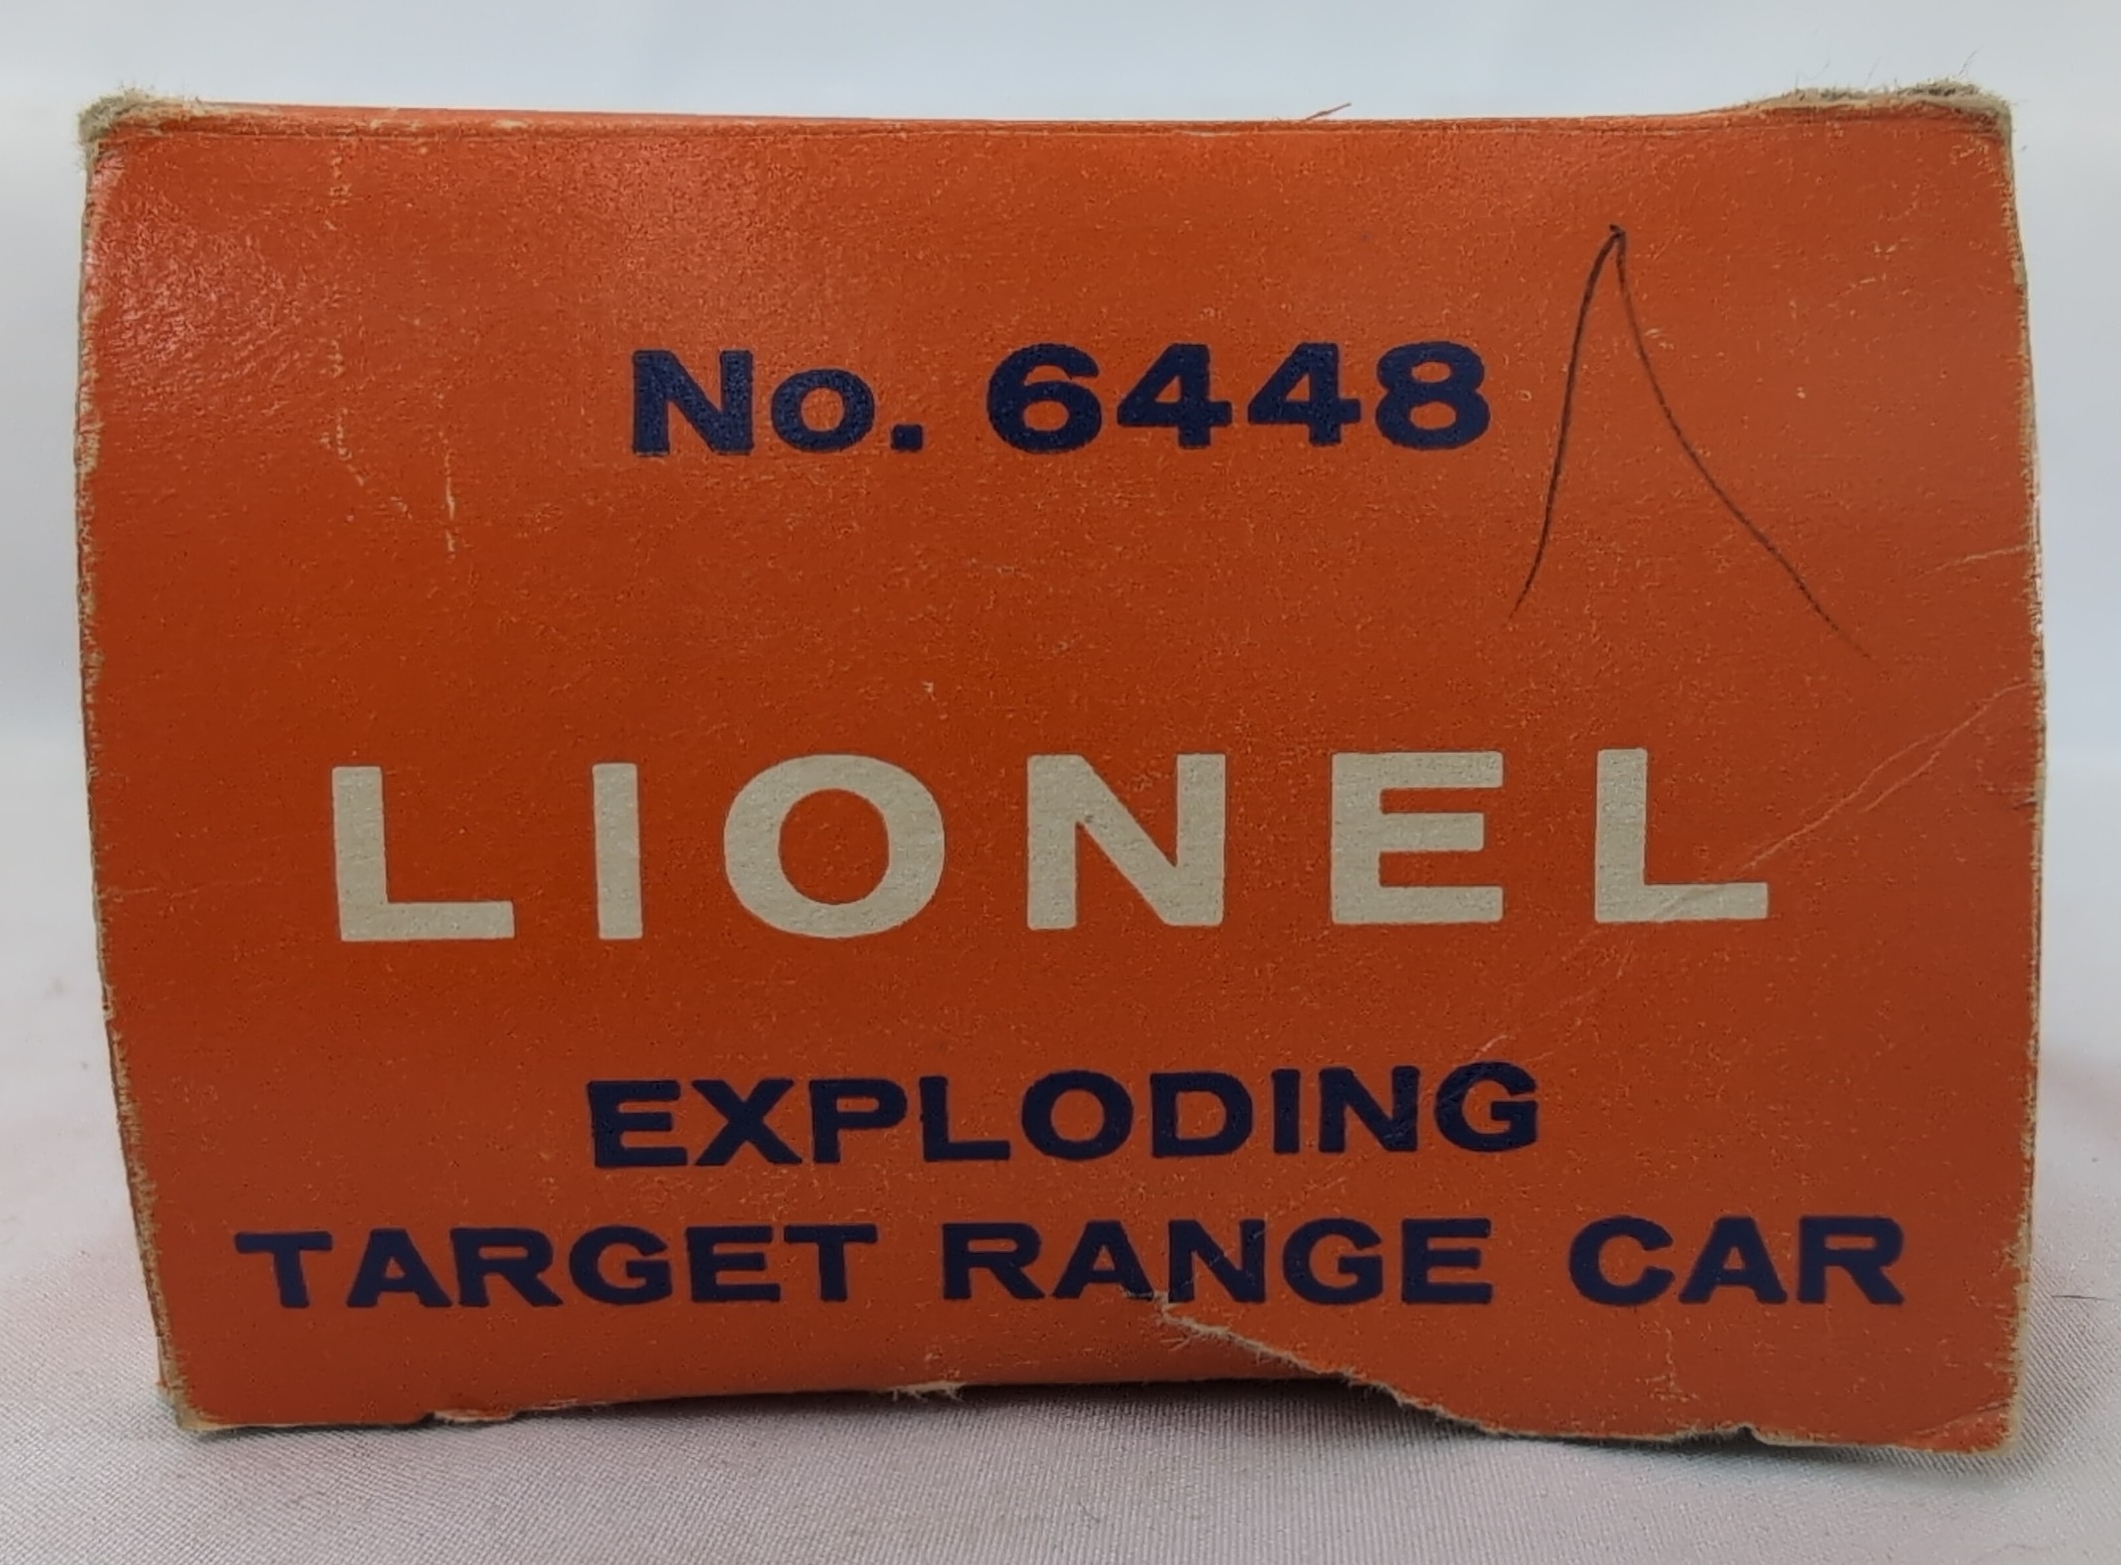 No. 6448
LIONEL
EXPLODING
TARGET RANGE CAR